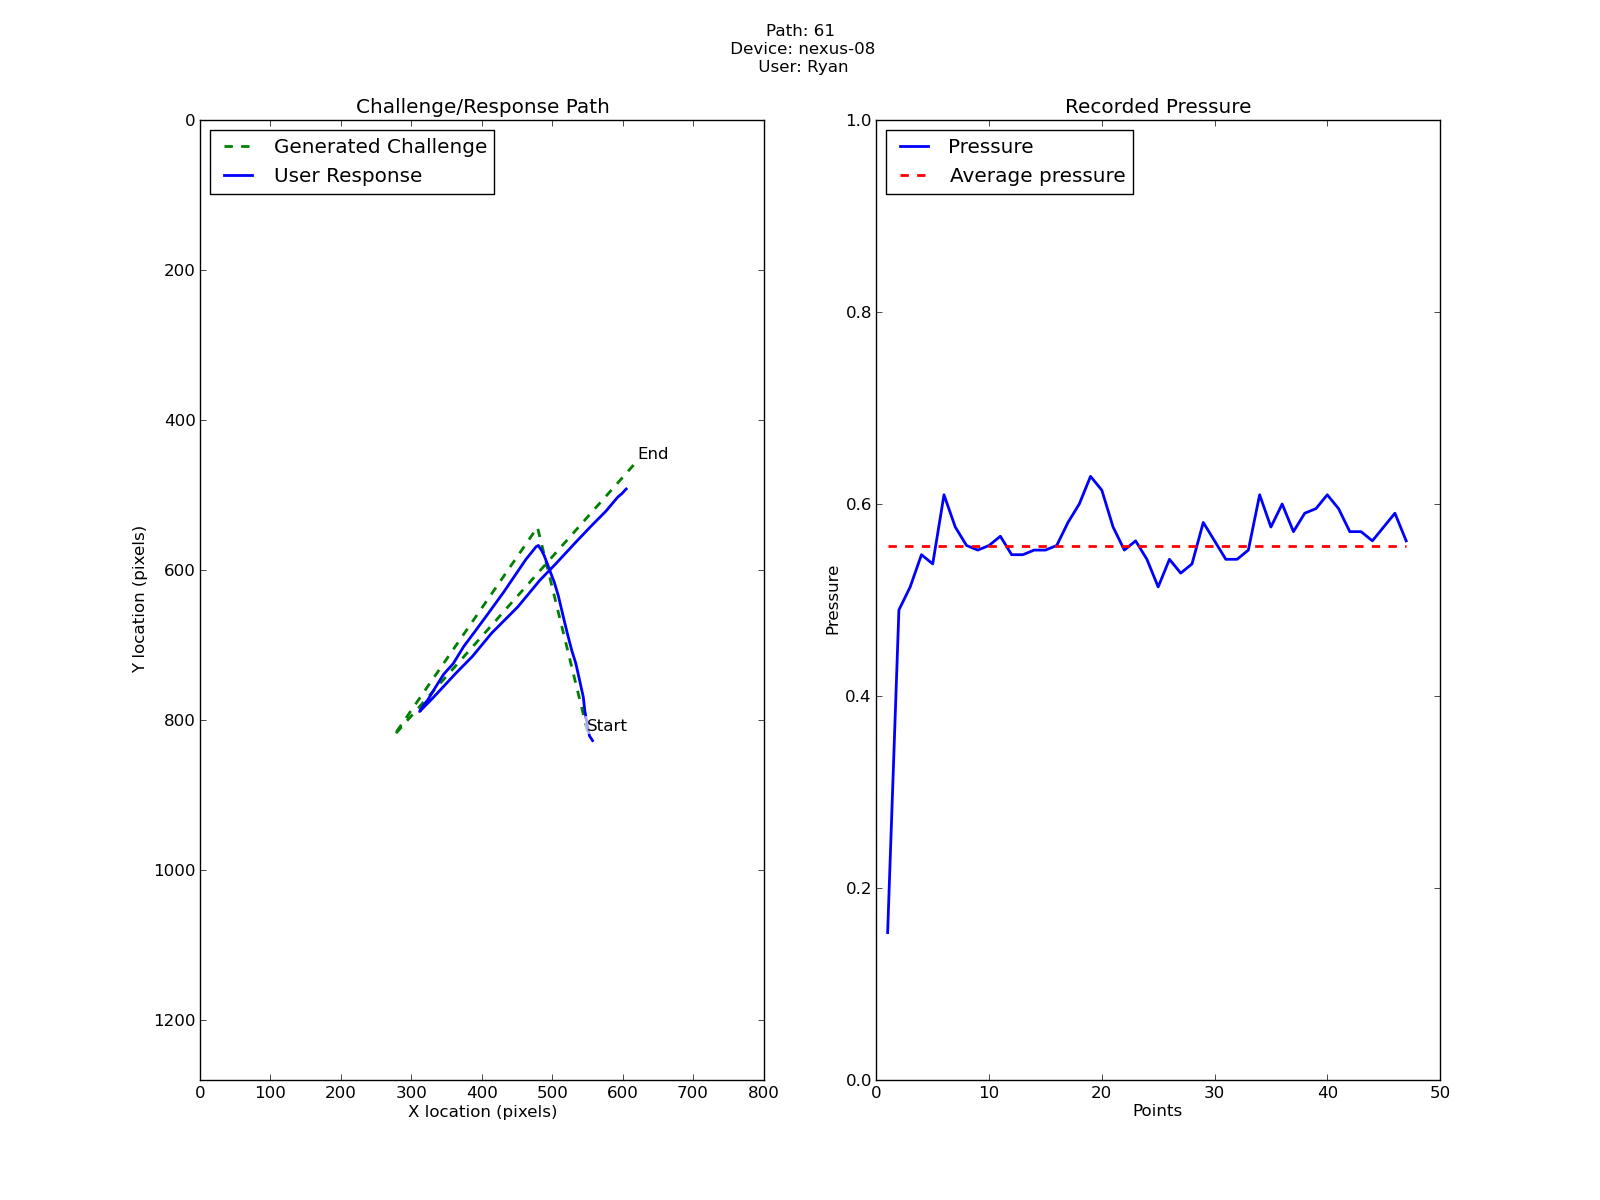 Path: 61
Device: nexus-08
User: Ryan
Challenge/Response Path
Generated Challenge
User Response
0
200
400
600
800
1000
1200
Y location (pixels)
End
Start
0 100 200 300 400 500 600 700 800
X location (pixels)
Recorded Pressure
Pressure
Average pressure
1.0
0.8
0.6
0.4
0.2
0.0
Pressure
0 10 20 30 40 50
Points